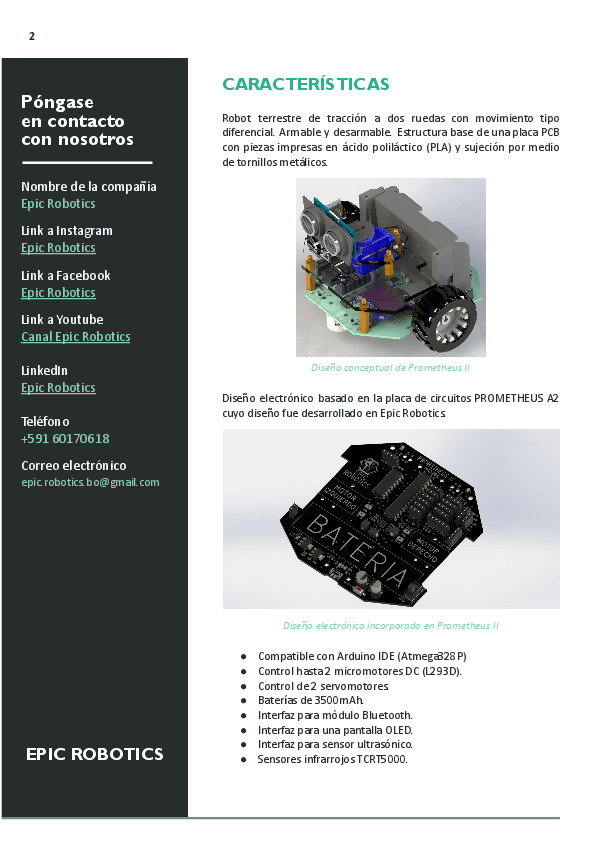 2
Póngase
en contacto
con nosotros
Nombre de la compañía
Epic Robotics
Link a Instagram
Epic Robotics
Link a Facebook
Epic Robotics
Link a Youtube
Canal Epic Robotics
LinkedIn
Epic Robotics
Teléfono
+591 60170618
Correo electrónico
epic.robotics.bo@gmail.com
EPIC ROBOTICS
CARACTERÍSTICAS
Robot terrestre de tracción a dos ruedas con movimiento tipo
diferencial. Armable y desarmable. Estructura base de una placa PCB
con piezas impresas en ácido poliláctico (PLA) y sujeción por medio
de tornillos metálicos.
Diseño conceptual de Prometheus II
Diseño electrónico basado en la placa de circuitos PROMETHEUS A2
cuyo diseño fue desarrollado en Epic Robotics.
MOTOR
IZQUIERDO
BATERIA
MOTOR
DERECHO
Diseño electrónico incorporado en Prometheus II
● Compatible con Arduino IDE (Atmega328P)
● Control hasta 2 micromotores DC (L293D).
● Control de 2 servomotores.
● Baterías de 3500mAh.
● Interfaz para módulo Bluetooth.
● Interfaz para una pantalla OLED.
● Interfaz para sensor ultrasónico.
● Sensores infrarrojos TCRT5000.